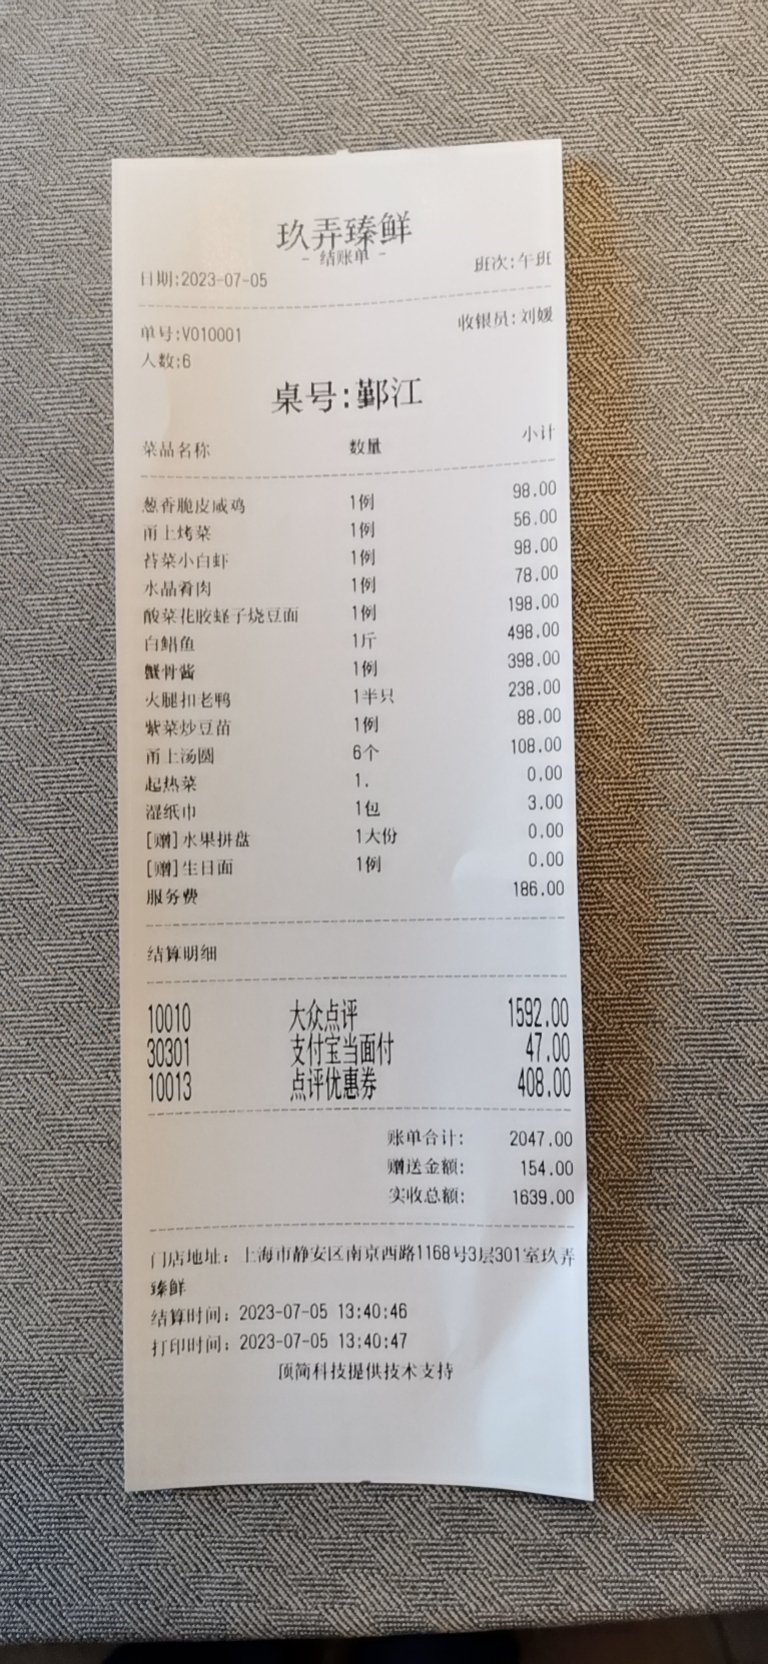 玖弄臻鲜
- 结账单 -
日期:2023-07-05 班次:午班
单号:V010001 收银员:刘媛
人数:6
桌号:鄞江
菜品名称 数量 小计
葱香脆皮咸鸡 1例 98.00
甬上烤菜 1例 56.00
苔菜小白虾 1例 98.00
水晶肴肉 1例 78.00
酸菜花胶蛏子烧豆面 1例 198.00
白鲳鱼 1斤 498.00
蟹骨酱 1例 398.00
火腿扣老鸭 1半只 238.00
紫菜炒豆苗 1例 88.00
甬上汤圆 6个 108.00
起热菜 1. 0.00
湿纸巾 1包 3.00
[赠]水果拼盘 1大份 0.00
[赠]生日面 1例 0.00
服务费 186.00
结算明细
10010 大众点评 1592.00
30301 支付宝当面付 47.00
10013 点评优惠券 408.00
账单合计: 2047.00
赠送金额: 154.00
实收总额: 1639.00
门店地址：上海市静安区南京西路1168号3层301室玖弄
臻鲜
结算时间：2023-07-05 13:40:46
打印时间：2023-07-05 13:40:47
顶简科技提供技术支持